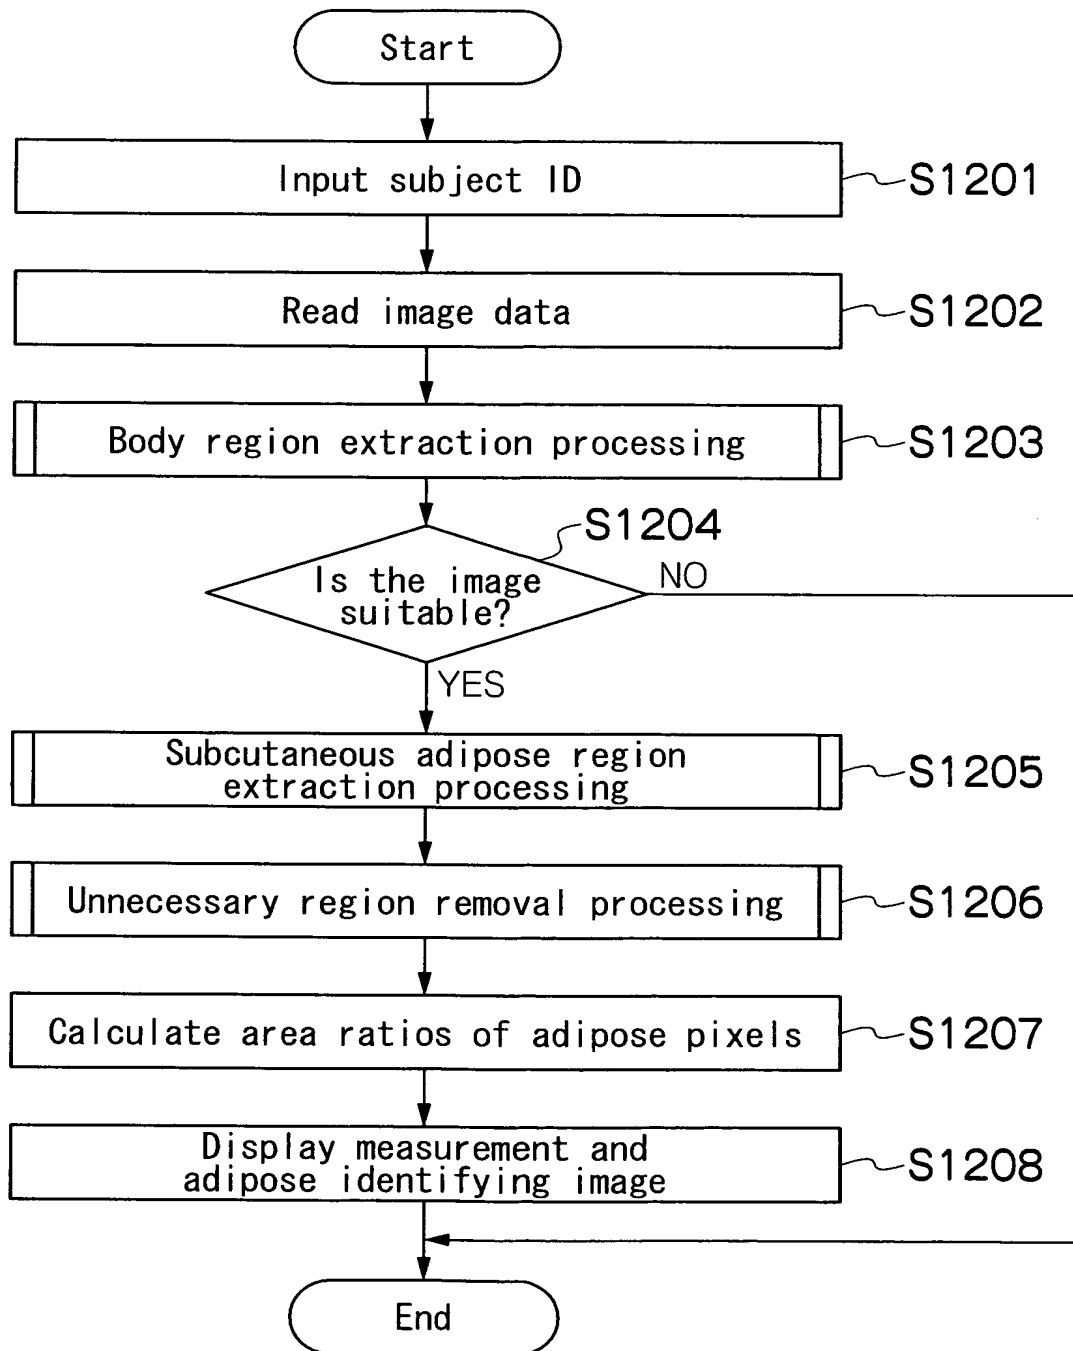 Start
Input subject ID
S1201
Read image data
S1202
Body region extraction processing
S1203
S1204
Is the image
suitable?
NO
YES
Subcutaneous adipose region
extraction processing
S1205
Unnecessary region removal processing
S1206
Calculate area ratios of adipose pixels
S1207
Display measurement and
adipose identifying image
S1208
End